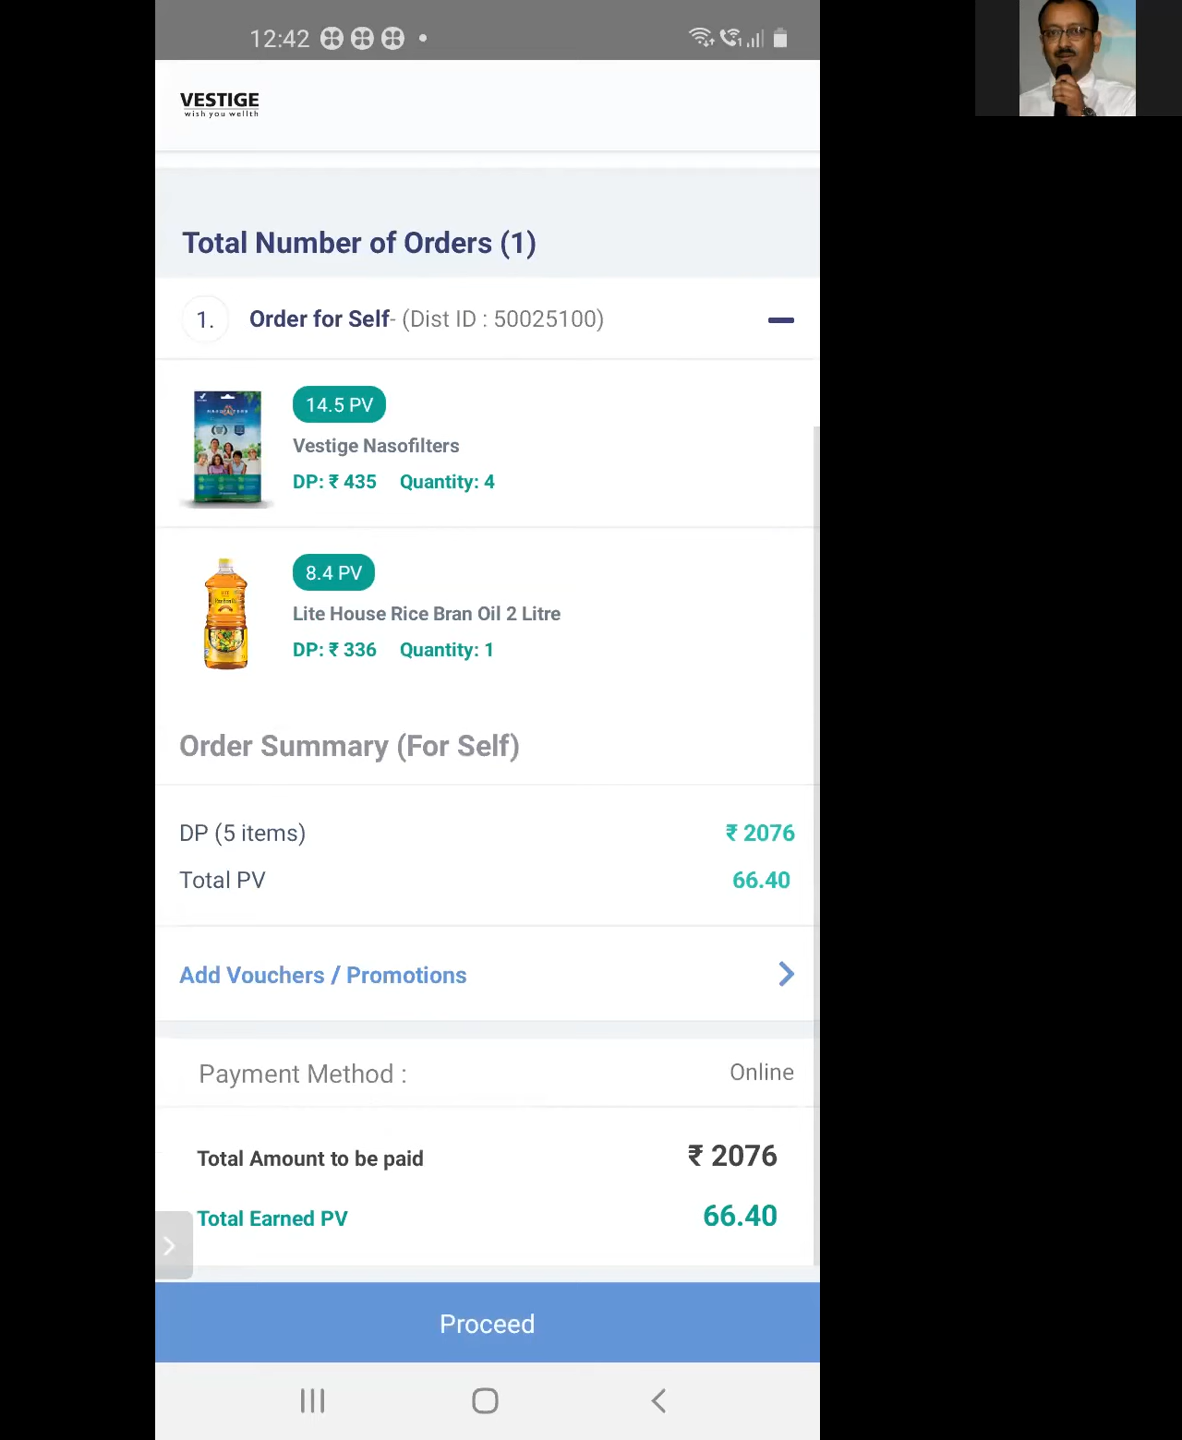 12:42
VESTIGE
wish you wellth
Total Number of Orders (1)
1. Order for Self- (Dist ID : 50025100)
14.5 PV
Vestige Nasofilters
DP: ₹ 435 Quantity: 4
8.4 PV
Lite House Rice Bran Oil 2 Litre
DP: ₹ 336 Quantity: 1
Order Summary (For Self)
DP (5 items) ₹ 2076
Total PV 66.40
Add Vouchers / Promotions
Payment Method : Online
Total Amount to be paid ₹ 2076
Total Earned PV 66.40
Proceed